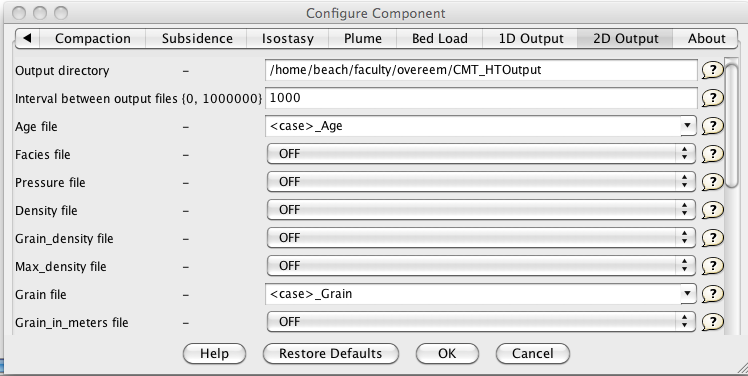 Configure Component
Compaction Subsidence Isostasy Plume Bed Load 1D Output 2D Output About
Output directory – /home/beach/faculty/overeem/CMT_HTOutput ?
Interval between output files {0, 1000000} 1000 ?
Age file – <case>_Age ?
Facies file – OFF ?
Pressure file – OFF ?
Density file – OFF ?
Grain_density file – OFF ?
Max_density file – OFF ?
Grain file – <case>_Grain ?
Grain_in_meters file – OFF ?
Help Restore Defaults OK Cancel